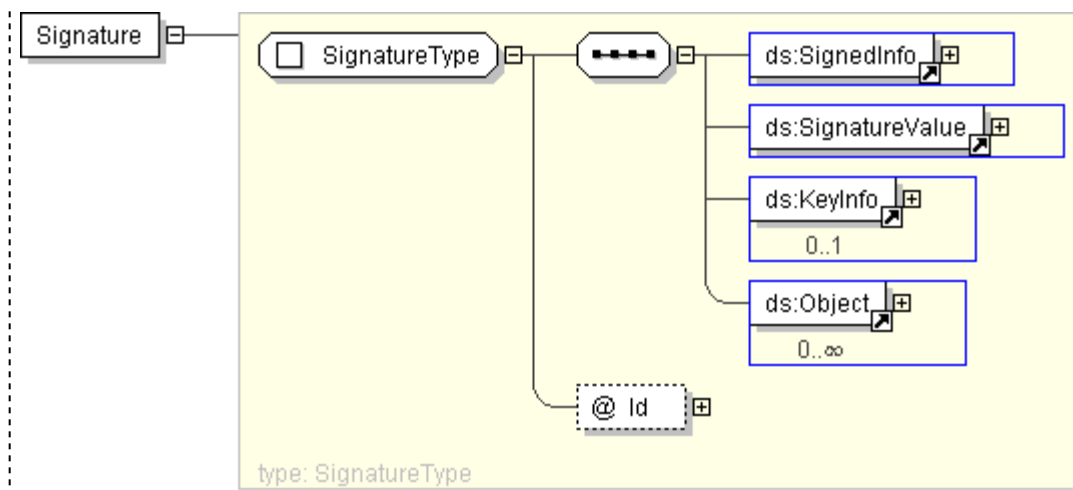 Signature
SignatureType
ds:SignedInfo
ds:SignatureValue
ds:KeyInfo
0..1
ds:Object
0..∞
@ Id
type: SignatureType